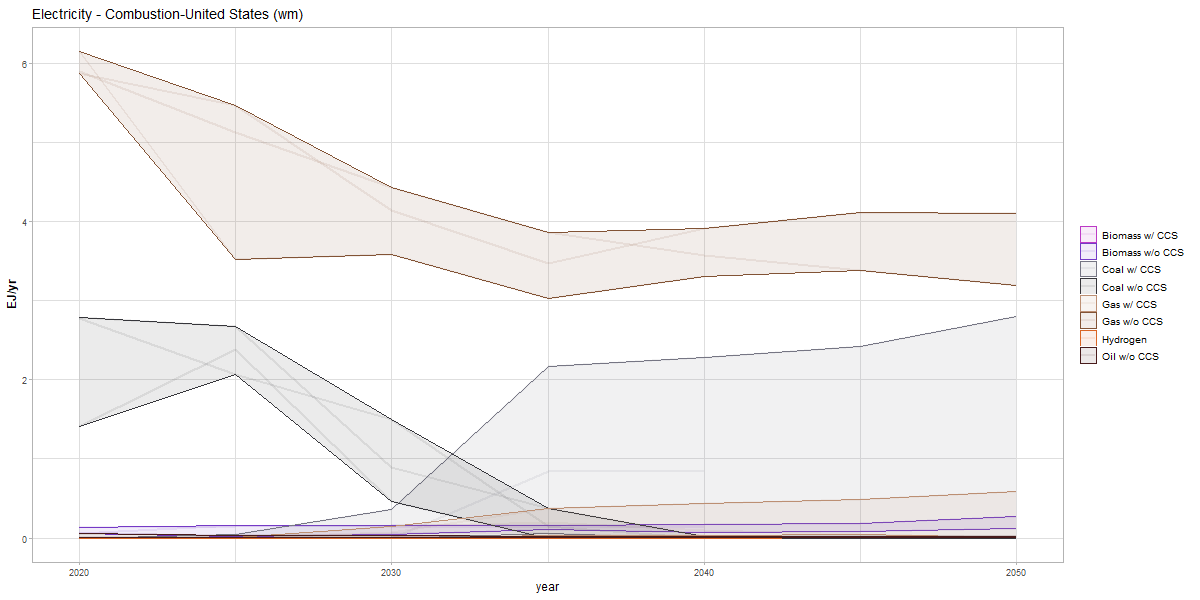 Electricity - Combustion-United States (wm)
EJ/yr
6
4
2
0
2020
2030
2040
2050
year
Biomass w/ CCS
Biomass w/o CCS
Coal w/ CCS
Coal w/o CCS
Gas w/ CCS
Gas w/o CCS
Hydrogen
Oil w/o CCS